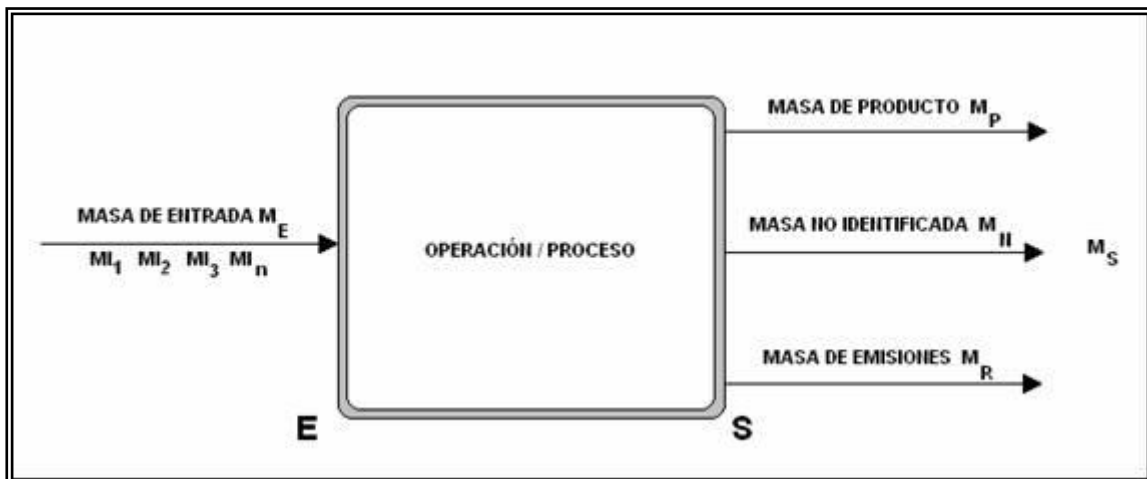 MASA DE PRODUCTO M_P
MASA DE ENTRADA M_E
MI_1 MI_2 MI_3 MI_n
OPERACIÓN / PROCESO
MASA NO IDENTIFICADA M_N
M_S
MASA DE EMISIONES M_R
E
S